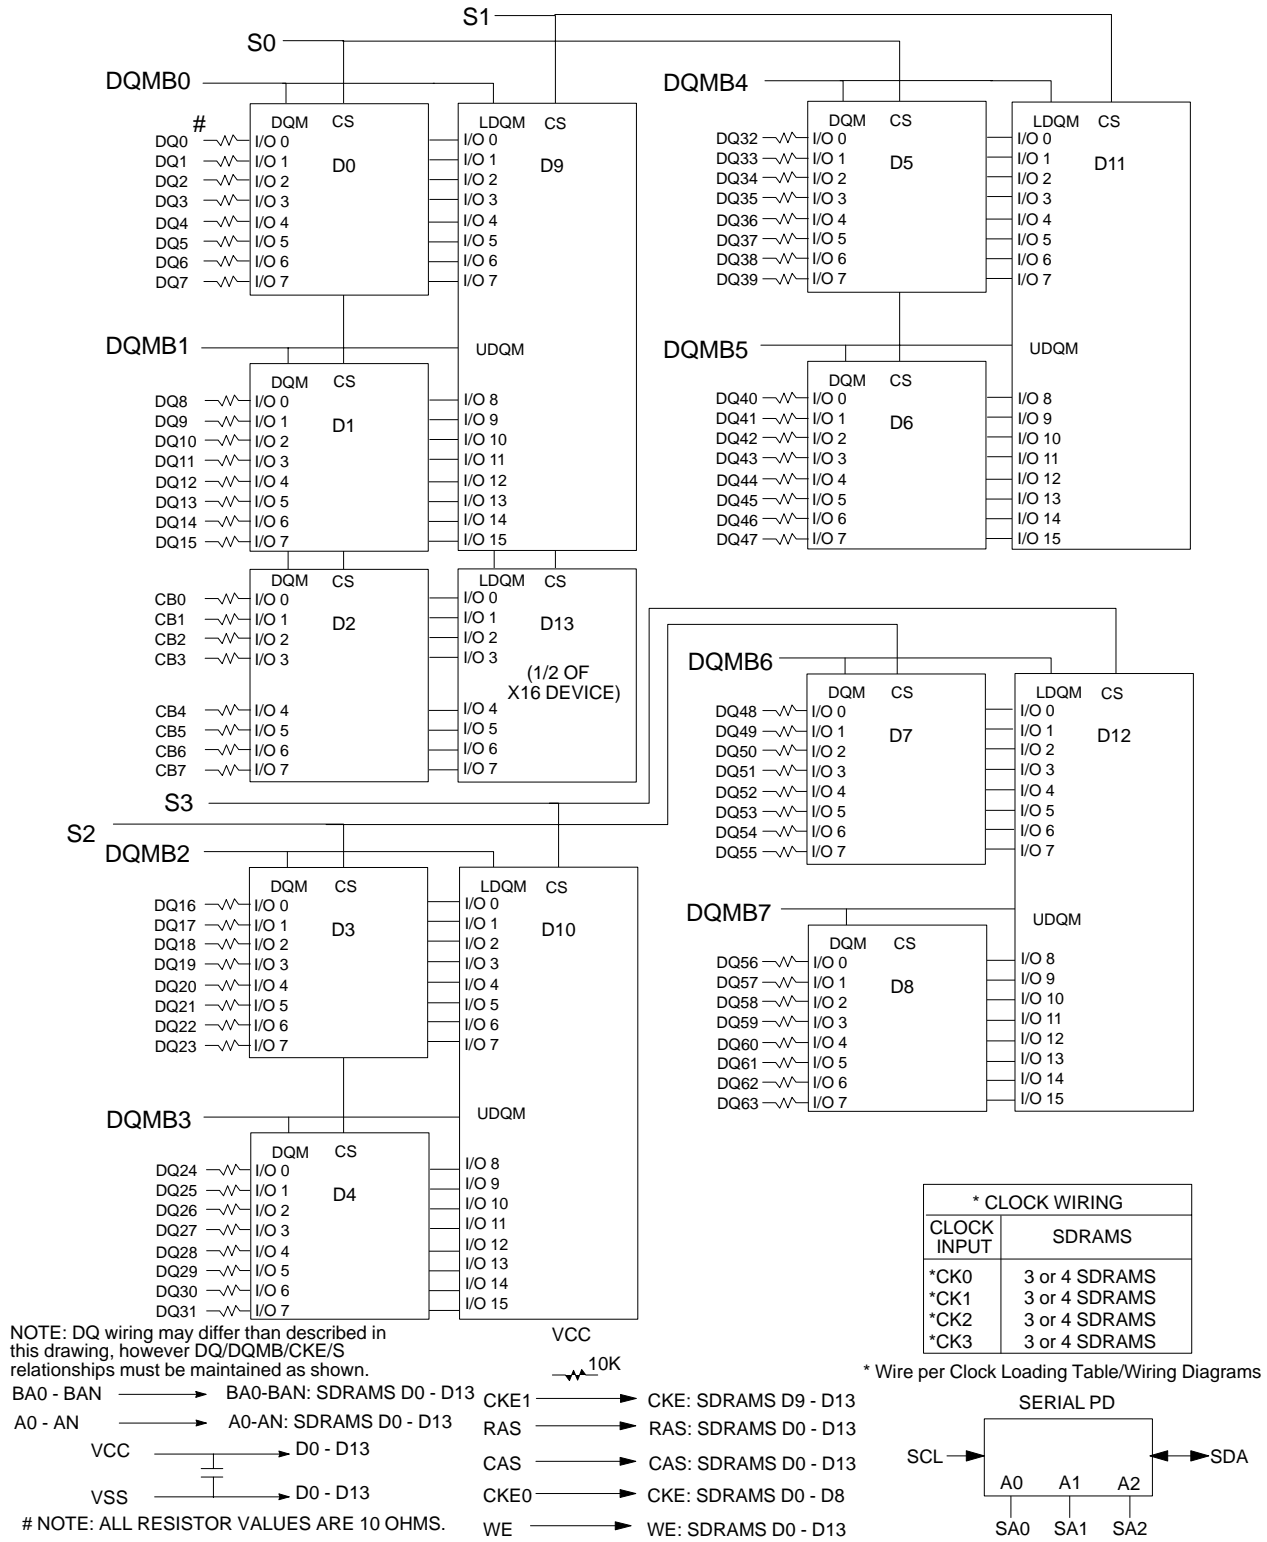 S1
S0
DQMB0
#
DQM CS
D0
DQ0 I/O 0
DQ1 I/O 1
DQ2 I/O 2
DQ3 I/O 3
DQ4 I/O 4
DQ5 I/O 5
DQ6 I/O 6
DQ7 I/O 7
LDQM CS
D9
I/O 0
I/O 1
I/O 2
I/O 3
I/O 4
I/O 5
I/O 6
I/O 7
DQMB1
UDQM
DQM CS
D1
DQ8 I/O 0
DQ9 I/O 1
DQ10 I/O 2
DQ11 I/O 3
DQ12 I/O 4
DQ13 I/O 5
DQ14 I/O 6
DQ15 I/O 7
I/O 8
I/O 9
I/O 10
I/O 11
I/O 12
I/O 13
I/O 14
I/O 15
DQM CS
D2
CB0 I/O 0
CB1 I/O 1
CB2 I/O 2
CB3 I/O 3
CB4 I/O 4
CB5 I/O 5
CB6 I/O 6
CB7 I/O 7
LDQM CS
D13
(1/2 OF
X16 DEVICE)
I/O 0
I/O 1
I/O 2
I/O 3
I/O 4
I/O 5
I/O 6
I/O 7
S3
S2
DQMB2
DQM CS
D3
DQ16 I/O 0
DQ17 I/O 1
DQ18 I/O 2
DQ19 I/O 3
DQ20 I/O 4
DQ21 I/O 5
DQ22 I/O 6
DQ23 I/O 7
LDQM CS
D10
I/O 0
I/O 1
I/O 2
I/O 3
I/O 4
I/O 5
I/O 6
I/O 7
DQMB3
UDQM
DQM CS
D4
DQ24 I/O 0
DQ25 I/O 1
DQ26 I/O 2
DQ27 I/O 3
DQ28 I/O 4
DQ29 I/O 5
DQ30 I/O 6
DQ31 I/O 7
I/O 8
I/O 9
I/O 10
I/O 11
I/O 12
I/O 13
I/O 14
I/O 15
DQMB4
DQM CS
D5
DQ32 I/O 0
DQ33 I/O 1
DQ34 I/O 2
DQ35 I/O 3
DQ36 I/O 4
DQ37 I/O 5
DQ38 I/O 6
DQ39 I/O 7
LDQM CS
D11
I/O 0
I/O 1
I/O 2
I/O 3
I/O 4
I/O 5
I/O 6
I/O 7
DQMB5
UDQM
DQM CS
D6
DQ40 I/O 0
DQ41 I/O 1
DQ42 I/O 2
DQ43 I/O 3
DQ44 I/O 4
DQ45 I/O 5
DQ46 I/O 6
DQ47 I/O 7
I/O 8
I/O 9
I/O 10
I/O 11
I/O 12
I/O 13
I/O 14
I/O 15
DQMB6
DQM CS
D7
DQ48 I/O 0
DQ49 I/O 1
DQ50 I/O 2
DQ51 I/O 3
DQ52 I/O 4
DQ53 I/O 5
DQ54 I/O 6
DQ55 I/O 7
LDQM CS
D12
I/O 0
I/O 1
I/O 2
I/O 3
I/O 4
I/O 5
I/O 6
I/O 7
DQMB7
UDQM
DQM CS
D8
DQ56 I/O 0
DQ57 I/O 1
DQ58 I/O 2
DQ59 I/O 3
DQ60 I/O 4
DQ61 I/O 5
DQ62 I/O 6
DQ63 I/O 7
I/O 8
I/O 9
I/O 10
I/O 11
I/O 12
I/O 13
I/O 14
I/O 15
* CLOCK WIRING
CLOCK
INPUT
SDRAMS
*CK0 3 or 4 SDRAMS
*CK1 3 or 4 SDRAMS
*CK2 3 or 4 SDRAMS
*CK3 3 or 4 SDRAMS
* Wire per Clock Loading Table/Wiring Diagrams
NOTE: DQ wiring may differ than described in
this drawing, however DQ/DQMB/CKE/S
relationships must be maintained as shown.
BA0 - BAN BA0-BAN: SDRAMS D0 - D13
A0 - AN A0-AN: SDRAMS D0 - D13
VCC D0 - D13
VSS D0 - D13
# NOTE: ALL RESISTOR VALUES ARE 10 OHMS.
VCC
10K
CKE1 CKE: SDRAMS D9 - D13
RAS RAS: SDRAMS D0 - D13
CAS CAS: SDRAMS D0 - D13
CKE0 CKE: SDRAMS D0 - D8
WE WE: SDRAMS D0 - D13
SERIAL PD
SCL SDA
A0 A1 A2
SA0 SA1 SA2